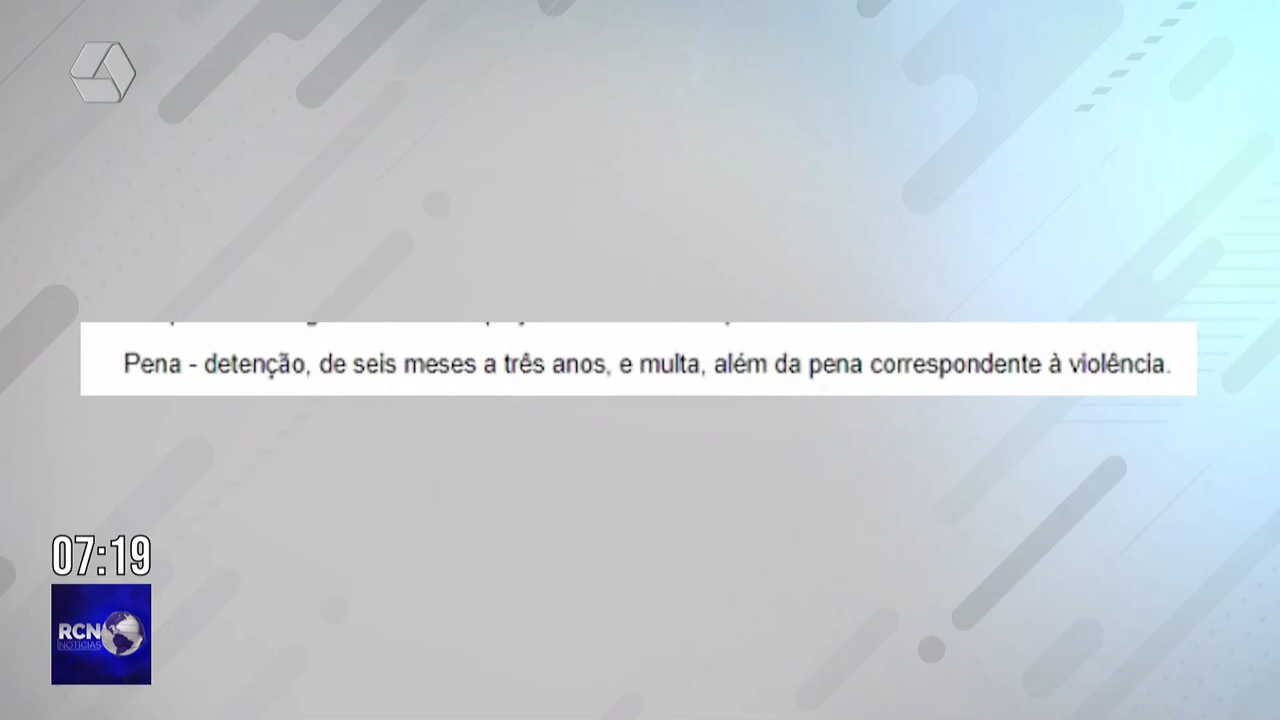 Pena - detenção, de seis meses a três anos, e multa, além da pena correspondente à violência.
07:19
RCN
NOTÍCIAS